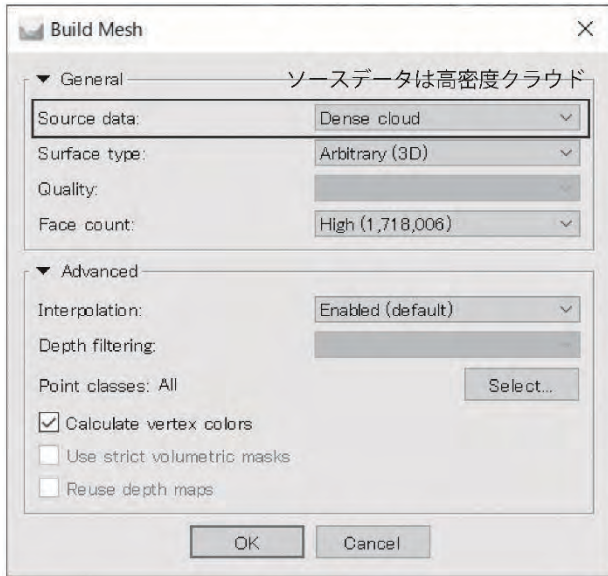 Build Mesh
▼ General ソースデータは高密度クラウド
Source data: Dense cloud
Surface type: Arbitrary (3D)
Quality:
Face count: High (1,718,006)
▼ Advanced
Interpolation: Enabled (default)
Depth filtering:
Point classes: All Select...
Calculate vertex colors
Use strict volumetric masks
Reuse depth maps
OK Cancel